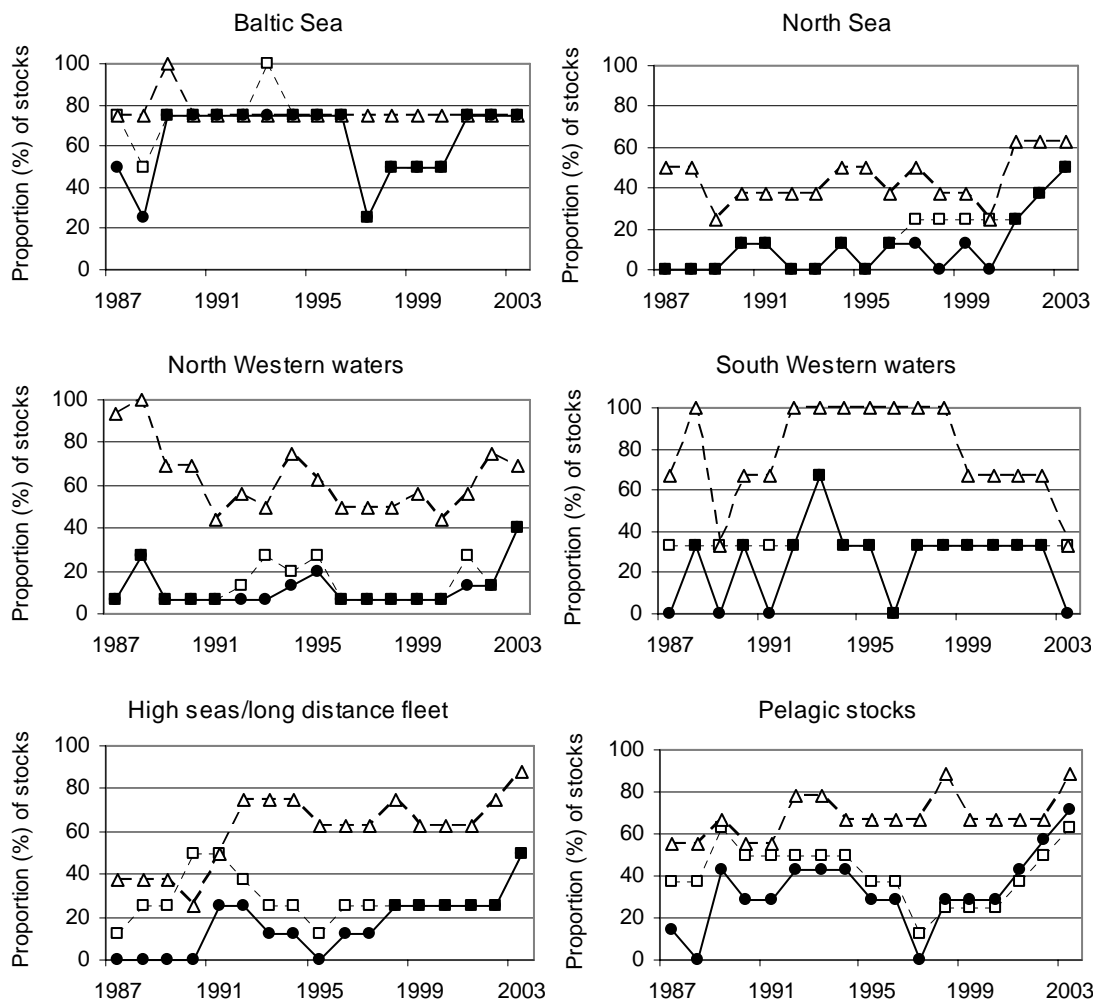 Baltic Sea
Proportion (%) of stocks
100
80
60
40
20
0
1987 1991 1995 1999 2003
North Sea
Proportion (%) of stocks
100
80
60
40
20
0
1987 1991 1995 1999 2003
North Western waters
Proportion (%) of stocks
100
80
60
40
20
0
1987 1991 1995 1999 2003
South Western waters
Proportion (%) of stocks
100
80
60
40
20
0
1987 1991 1995 1999 2003
High seas/long distance fleet
Proportion (%) of stocks
100
80
60
40
20
0
1987 1991 1995 1999 2003
Pelagic stocks
Proportion (%) of stocks
100
80
60
40
20
0
1987 1991 1995 1999 2003